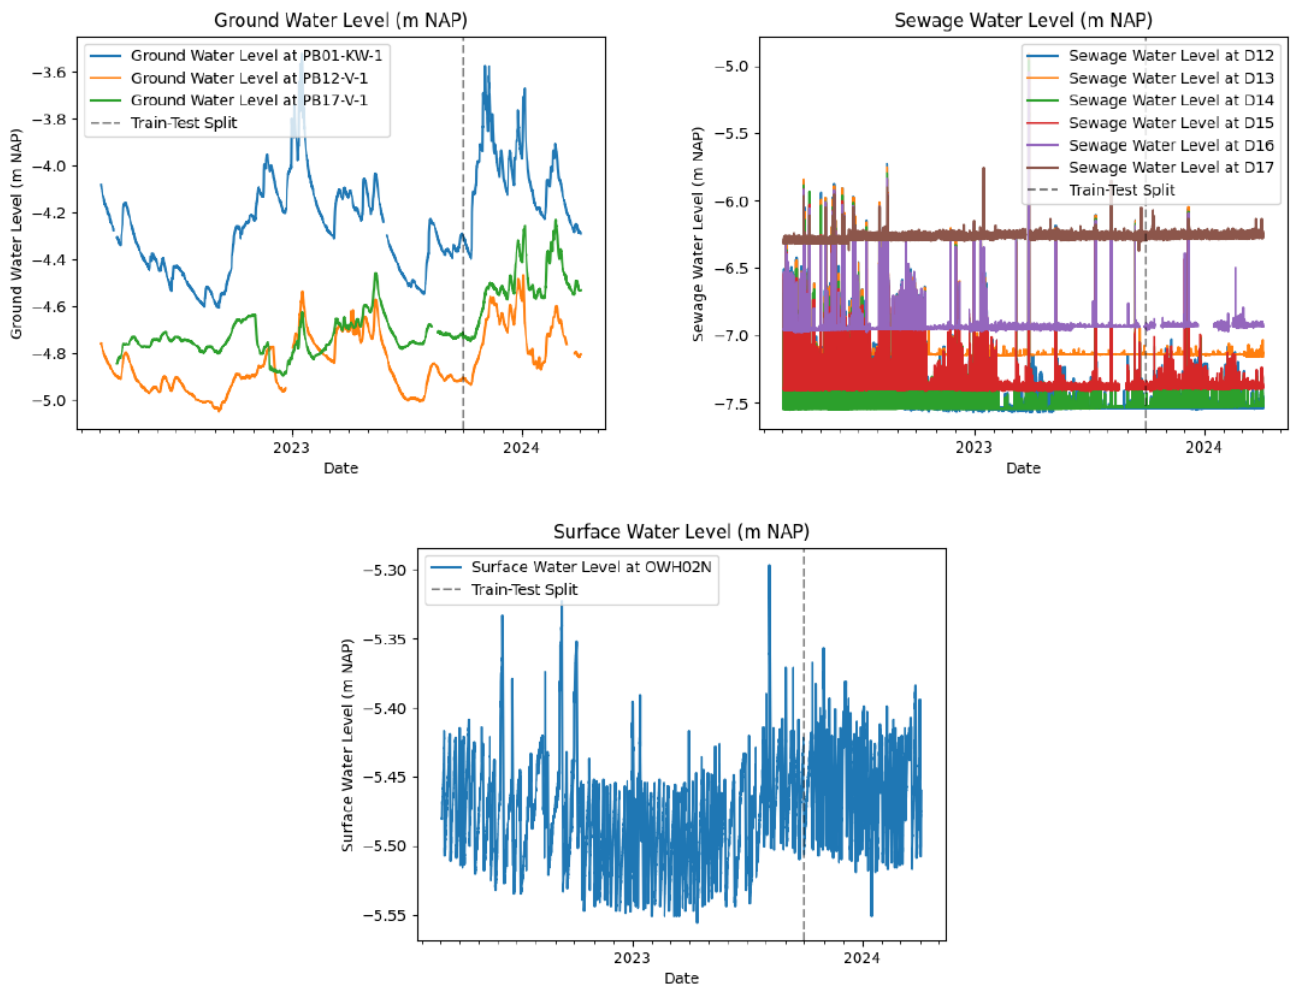 Ground Water Level (m NAP)
Ground Water Level (m NAP)
−3.6
−3.8
−4.0
−4.2
−4.4
−4.6
−4.8
−5.0
Ground Water Level at PB01-KW-1
Ground Water Level at PB12-V-1
Ground Water Level at PB17-V-1
Train-Test Split
2023
2024
Date
Sewage Water Level (m NAP)
Sewage Water Level (m NAP)
−5.0
−5.5
−6.0
−6.5
−7.0
−7.5
Sewage Water Level at D12
Sewage Water Level at D13
Sewage Water Level at D14
Sewage Water Level at D15
Sewage Water Level at D16
Sewage Water Level at D17
Train-Test Split
2023
2024
Date
Surface Water Level (m NAP)
Surface Water Level (m NAP)
−5.30
−5.35
−5.40
−5.45
−5.50
−5.55
Surface Water Level at OWH02N
Train-Test Split
2023
2024
Date